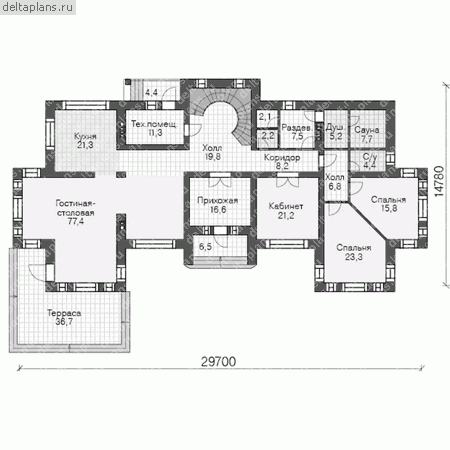 deltaplans.ru
4,4
Кухня
21,3
Тех.помещ.
11,3
Холл
19,8
2,1
2,2
Раздев.
7,5
Душ.
5,2
Сауна
7,7
Коридор
8,2
С/у
4,4
Холл
6,8
Гостиная-
столовая
77,4
Прихожая
16,6
Кабинет
21,2
Спальня
15,8
6,5
Спальня
23,3
Терраса
36,7
14780
29700